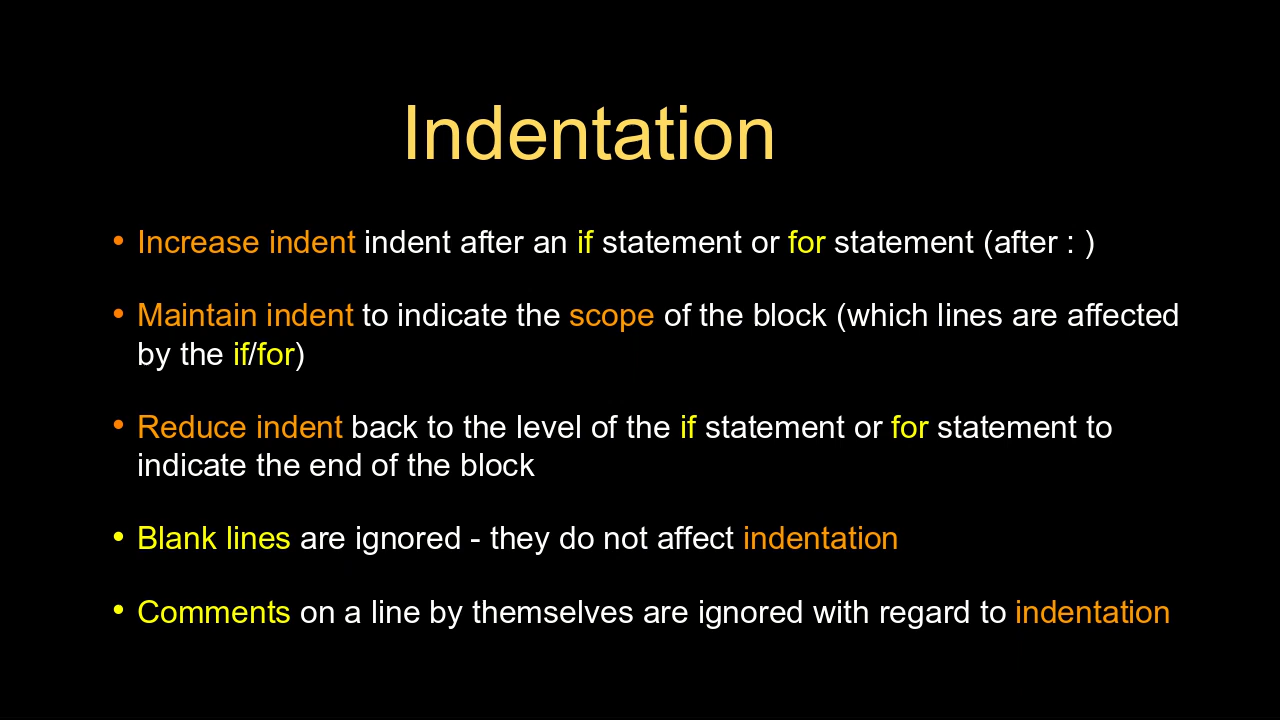 Indentation
• Increase indent indent after an if statement or for statement (after : )
• Maintain indent to indicate the scope of the block (which lines are affected
by the if/for)
• Reduce indent back to the level of the if statement or for statement to
indicate the end of the block
• Blank lines are ignored - they do not affect indentation
• Comments on a line by themselves are ignored with regard to indentation